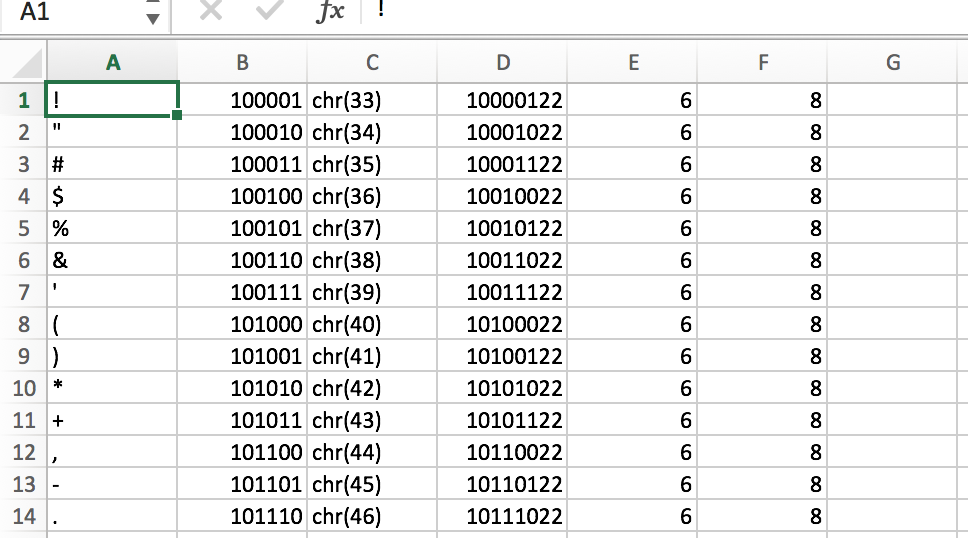 A1 fx !
A B C D E F G
1 ! 100001 chr(33) 10000122 6 8
2 " 100010 chr(34) 10001022 6 8
3 # 100011 chr(35) 10001122 6 8
4 $ 100100 chr(36) 10010022 6 8
5 % 100101 chr(37) 10010122 6 8
6 & 100110 chr(38) 10011022 6 8
7 ' 100111 chr(39) 10011122 6 8
8 ( 101000 chr(40) 10100022 6 8
9 ) 101001 chr(41) 10100122 6 8
10 * 101010 chr(42) 10101022 6 8
11 + 101011 chr(43) 10101122 6 8
12 , 101100 chr(44) 10110022 6 8
13 - 101101 chr(45) 10110122 6 8
14 . 101110 chr(46) 10111022 6 8